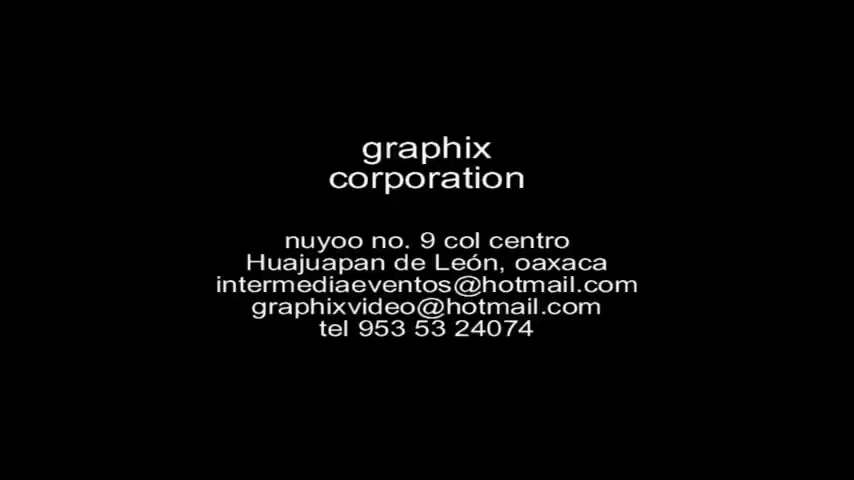 graphix
corporation
nuyoo no. 9 col centro
Huajuapan de León, oaxaca
intermediaeventos@hotmail.com
graphixvideo@hotmail.com
tel 953 53 24074